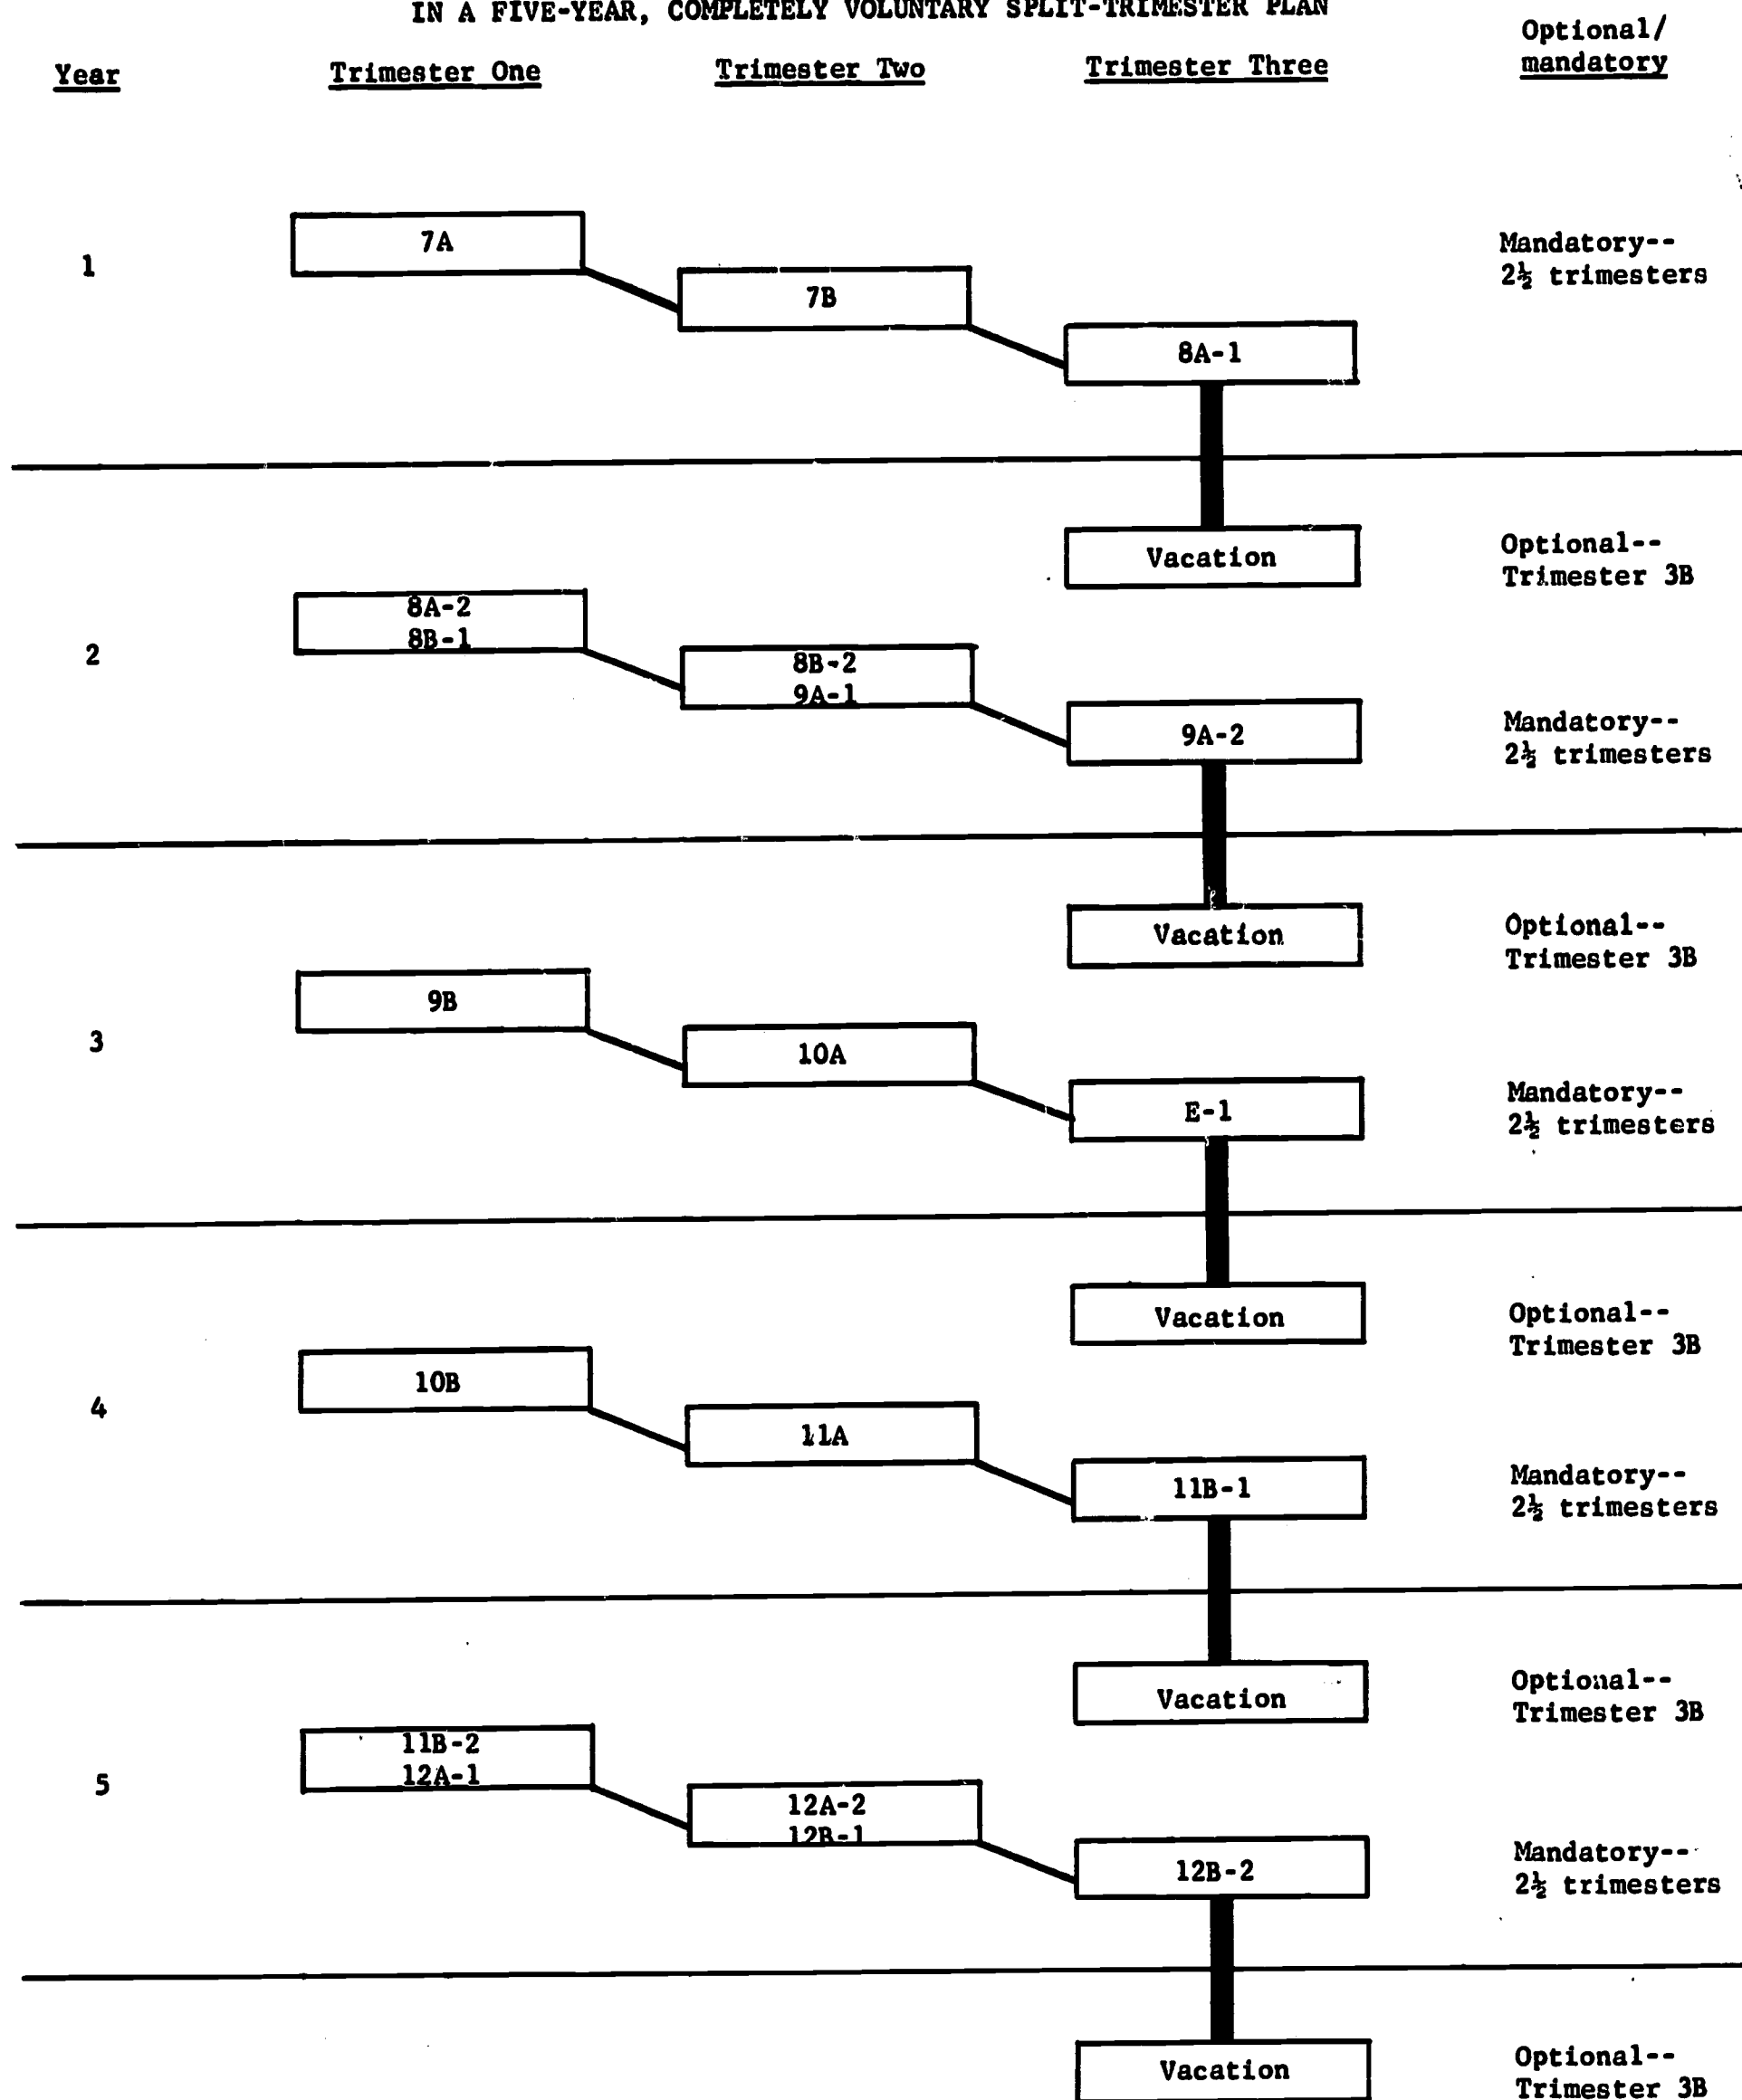 IN A FIVE-YEAR, COMPLETELY VOLUNTARY SPLIT-TRIMESTER PLAN
Year Trimester One Trimester Two Trimester Three Optional/
mandatory
1 7A Mandatory--
2½ trimesters
7B
8A-1
Vacation Optional--
Trimester 3B
2 8A-2
8B-1
8B-2
9A-1
9A-2 Mandatory--
2½ trimesters
Vacation Optional--
Trimester 3B
3 9B
10A
E-1 Mandatory--
2½ trimesters
Vacation Optional--
Trimester 3B
4 10B
11A
11B-1 Mandatory--
2½ trimesters
Vacation Optional--
Trimester 3B
5 11B-2
12A-1
12A-2
12B-1
12B-2 Mandatory--
2½ trimesters
Vacation Optional--
Trimester 3B